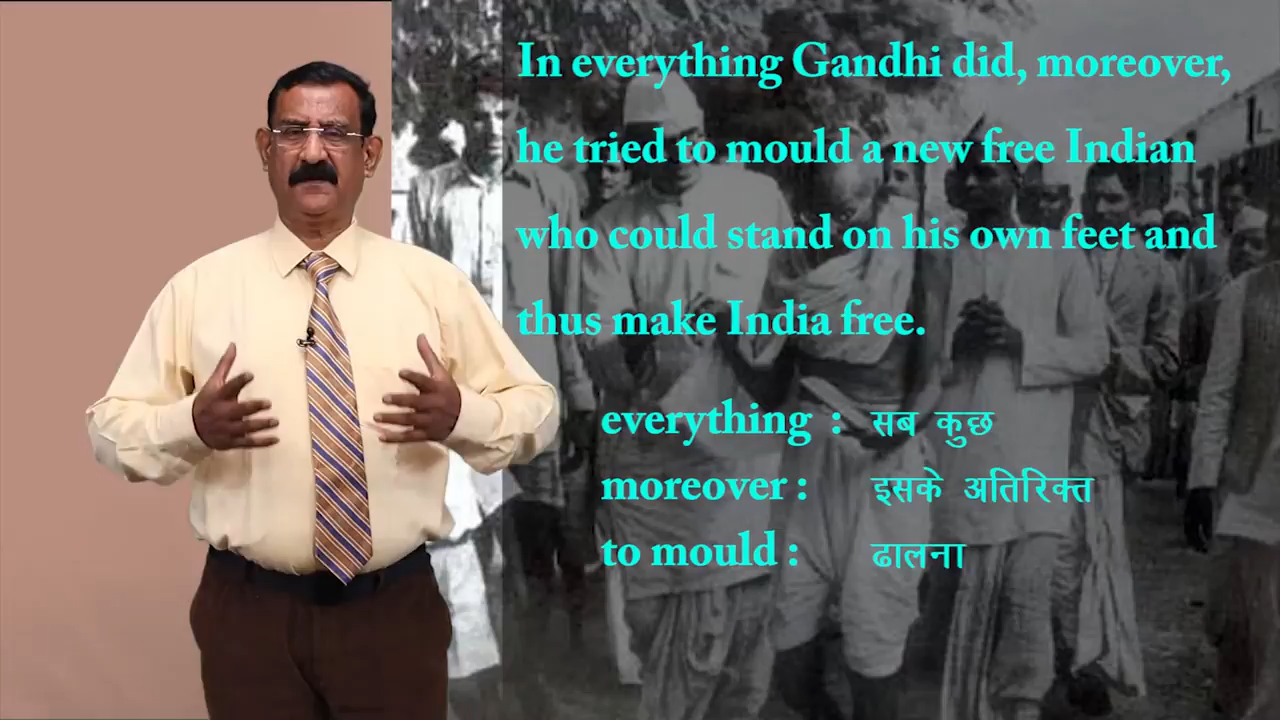 In everything Gandhi did, moreover,
he tried to mould a new free Indian
who could stand on his own feet and
thus make India free.
everything : सब कुछ
moreover : इसके अतिरिक्त
to mould : ढालना